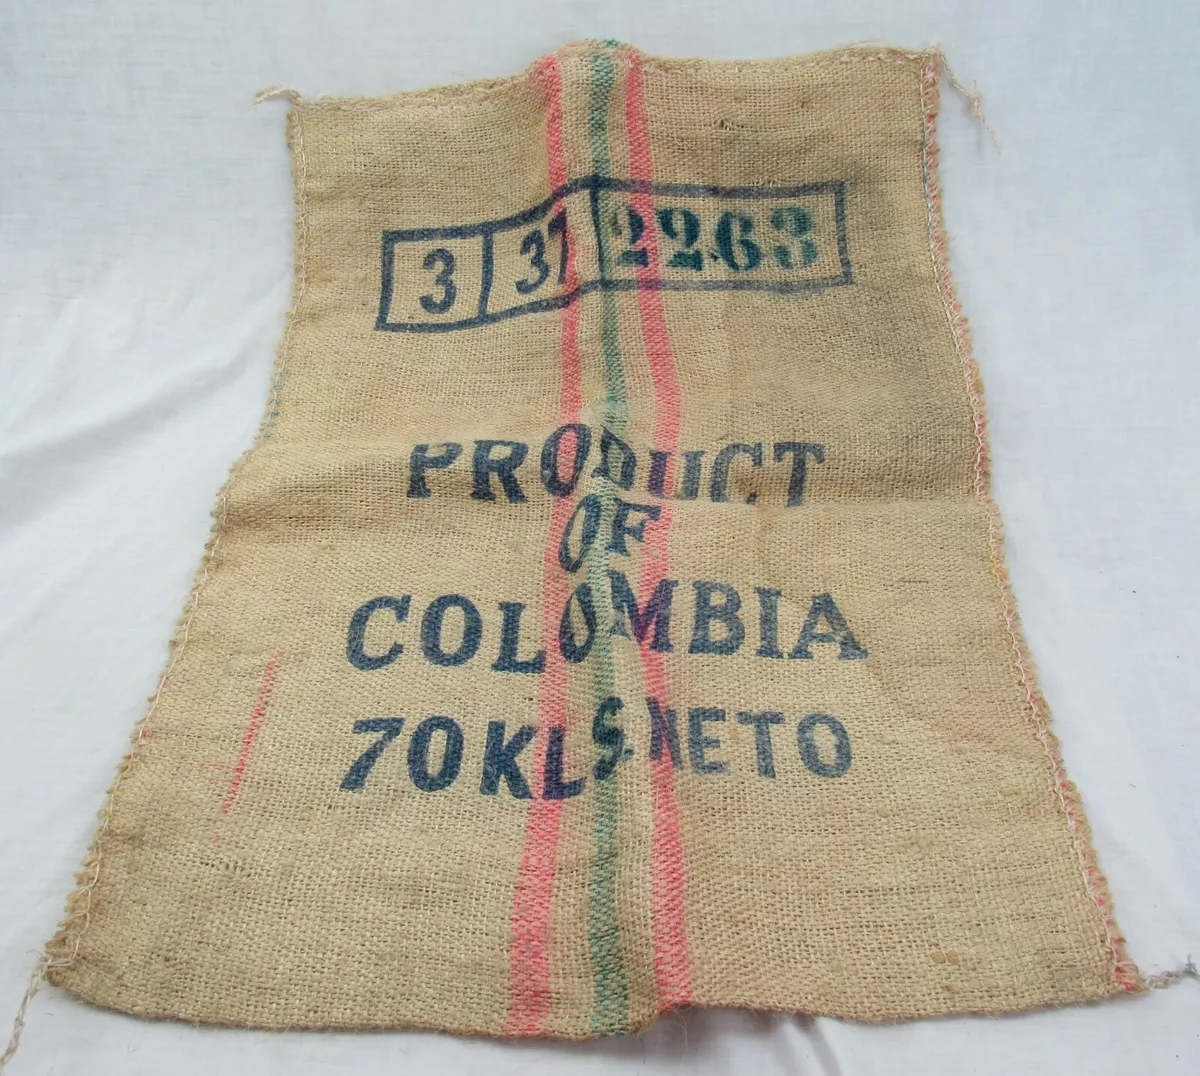 3 37 2263
PRODUCT
OF
COLOMBIA
70 KLS. NETO